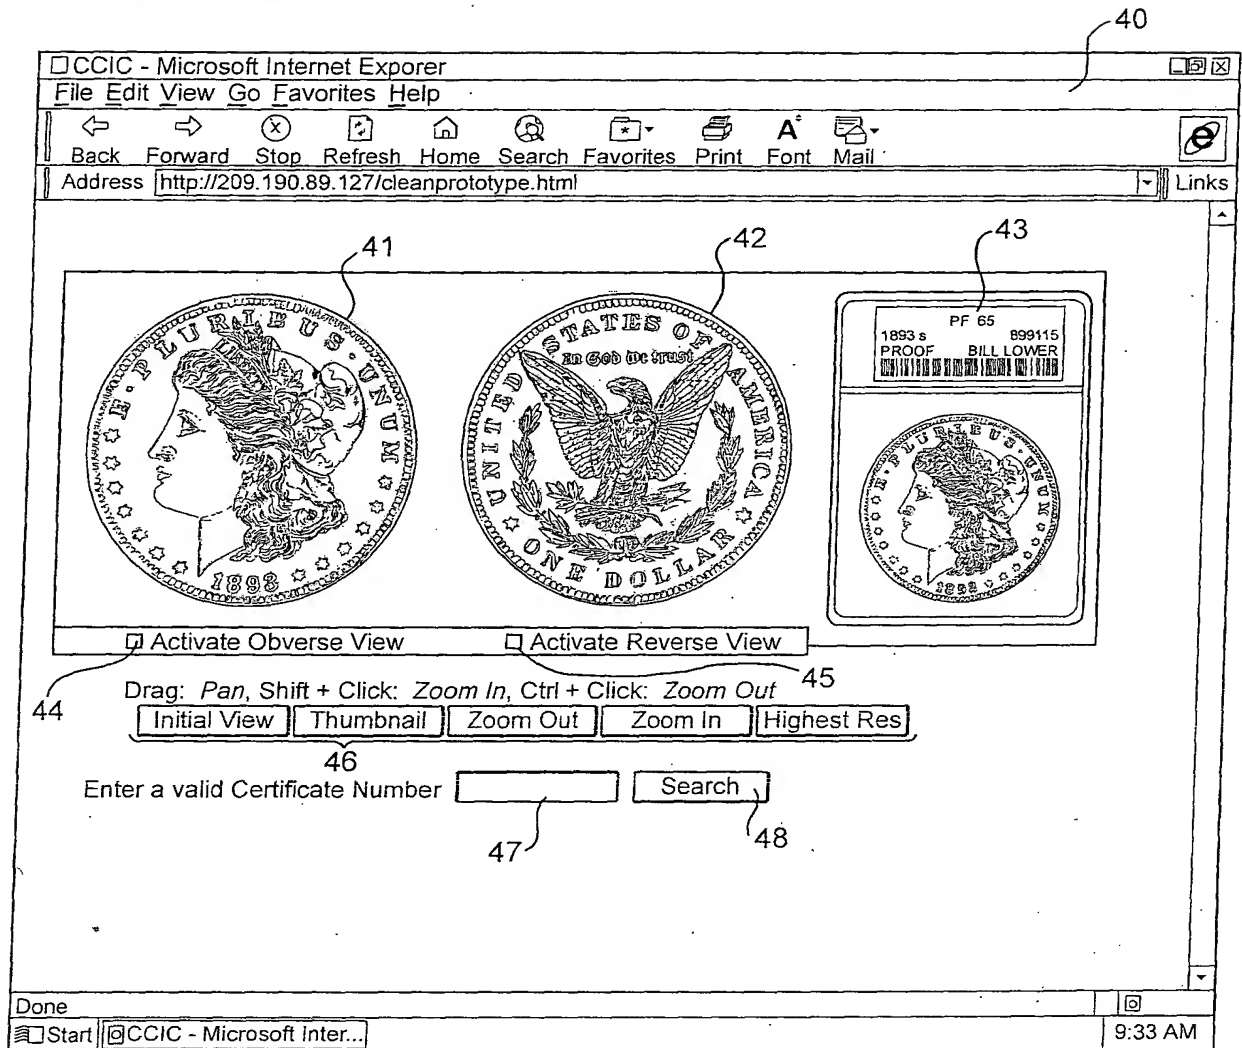 40
CCIC - Microsoft Internet Exporer
File Edit View Go Favorites Help
Back Forward Stop Refresh Home Search Favorites Print Font Mail
Address http://209.190.89.127/cleanprototype.html Links
41 42 43
E · PLURIBUS · UNUM
1893
UNITED STATES OF AMERICA
In God we trust
ONE DOLLAR
PF 65
1893 s 899115
PROOF BILL LOWER
E · PLURIBUS · UNUM
Activate Obverse View Activate Reverse View
44 45
Drag: Pan, Shift + Click: Zoom In, Ctrl + Click: Zoom Out
Initial View Thumbnail Zoom Out Zoom In Highest Res
46
Enter a valid Certificate Number Search
47 48
Done
Start CCIC - Microsoft Inter... 9:33 AM